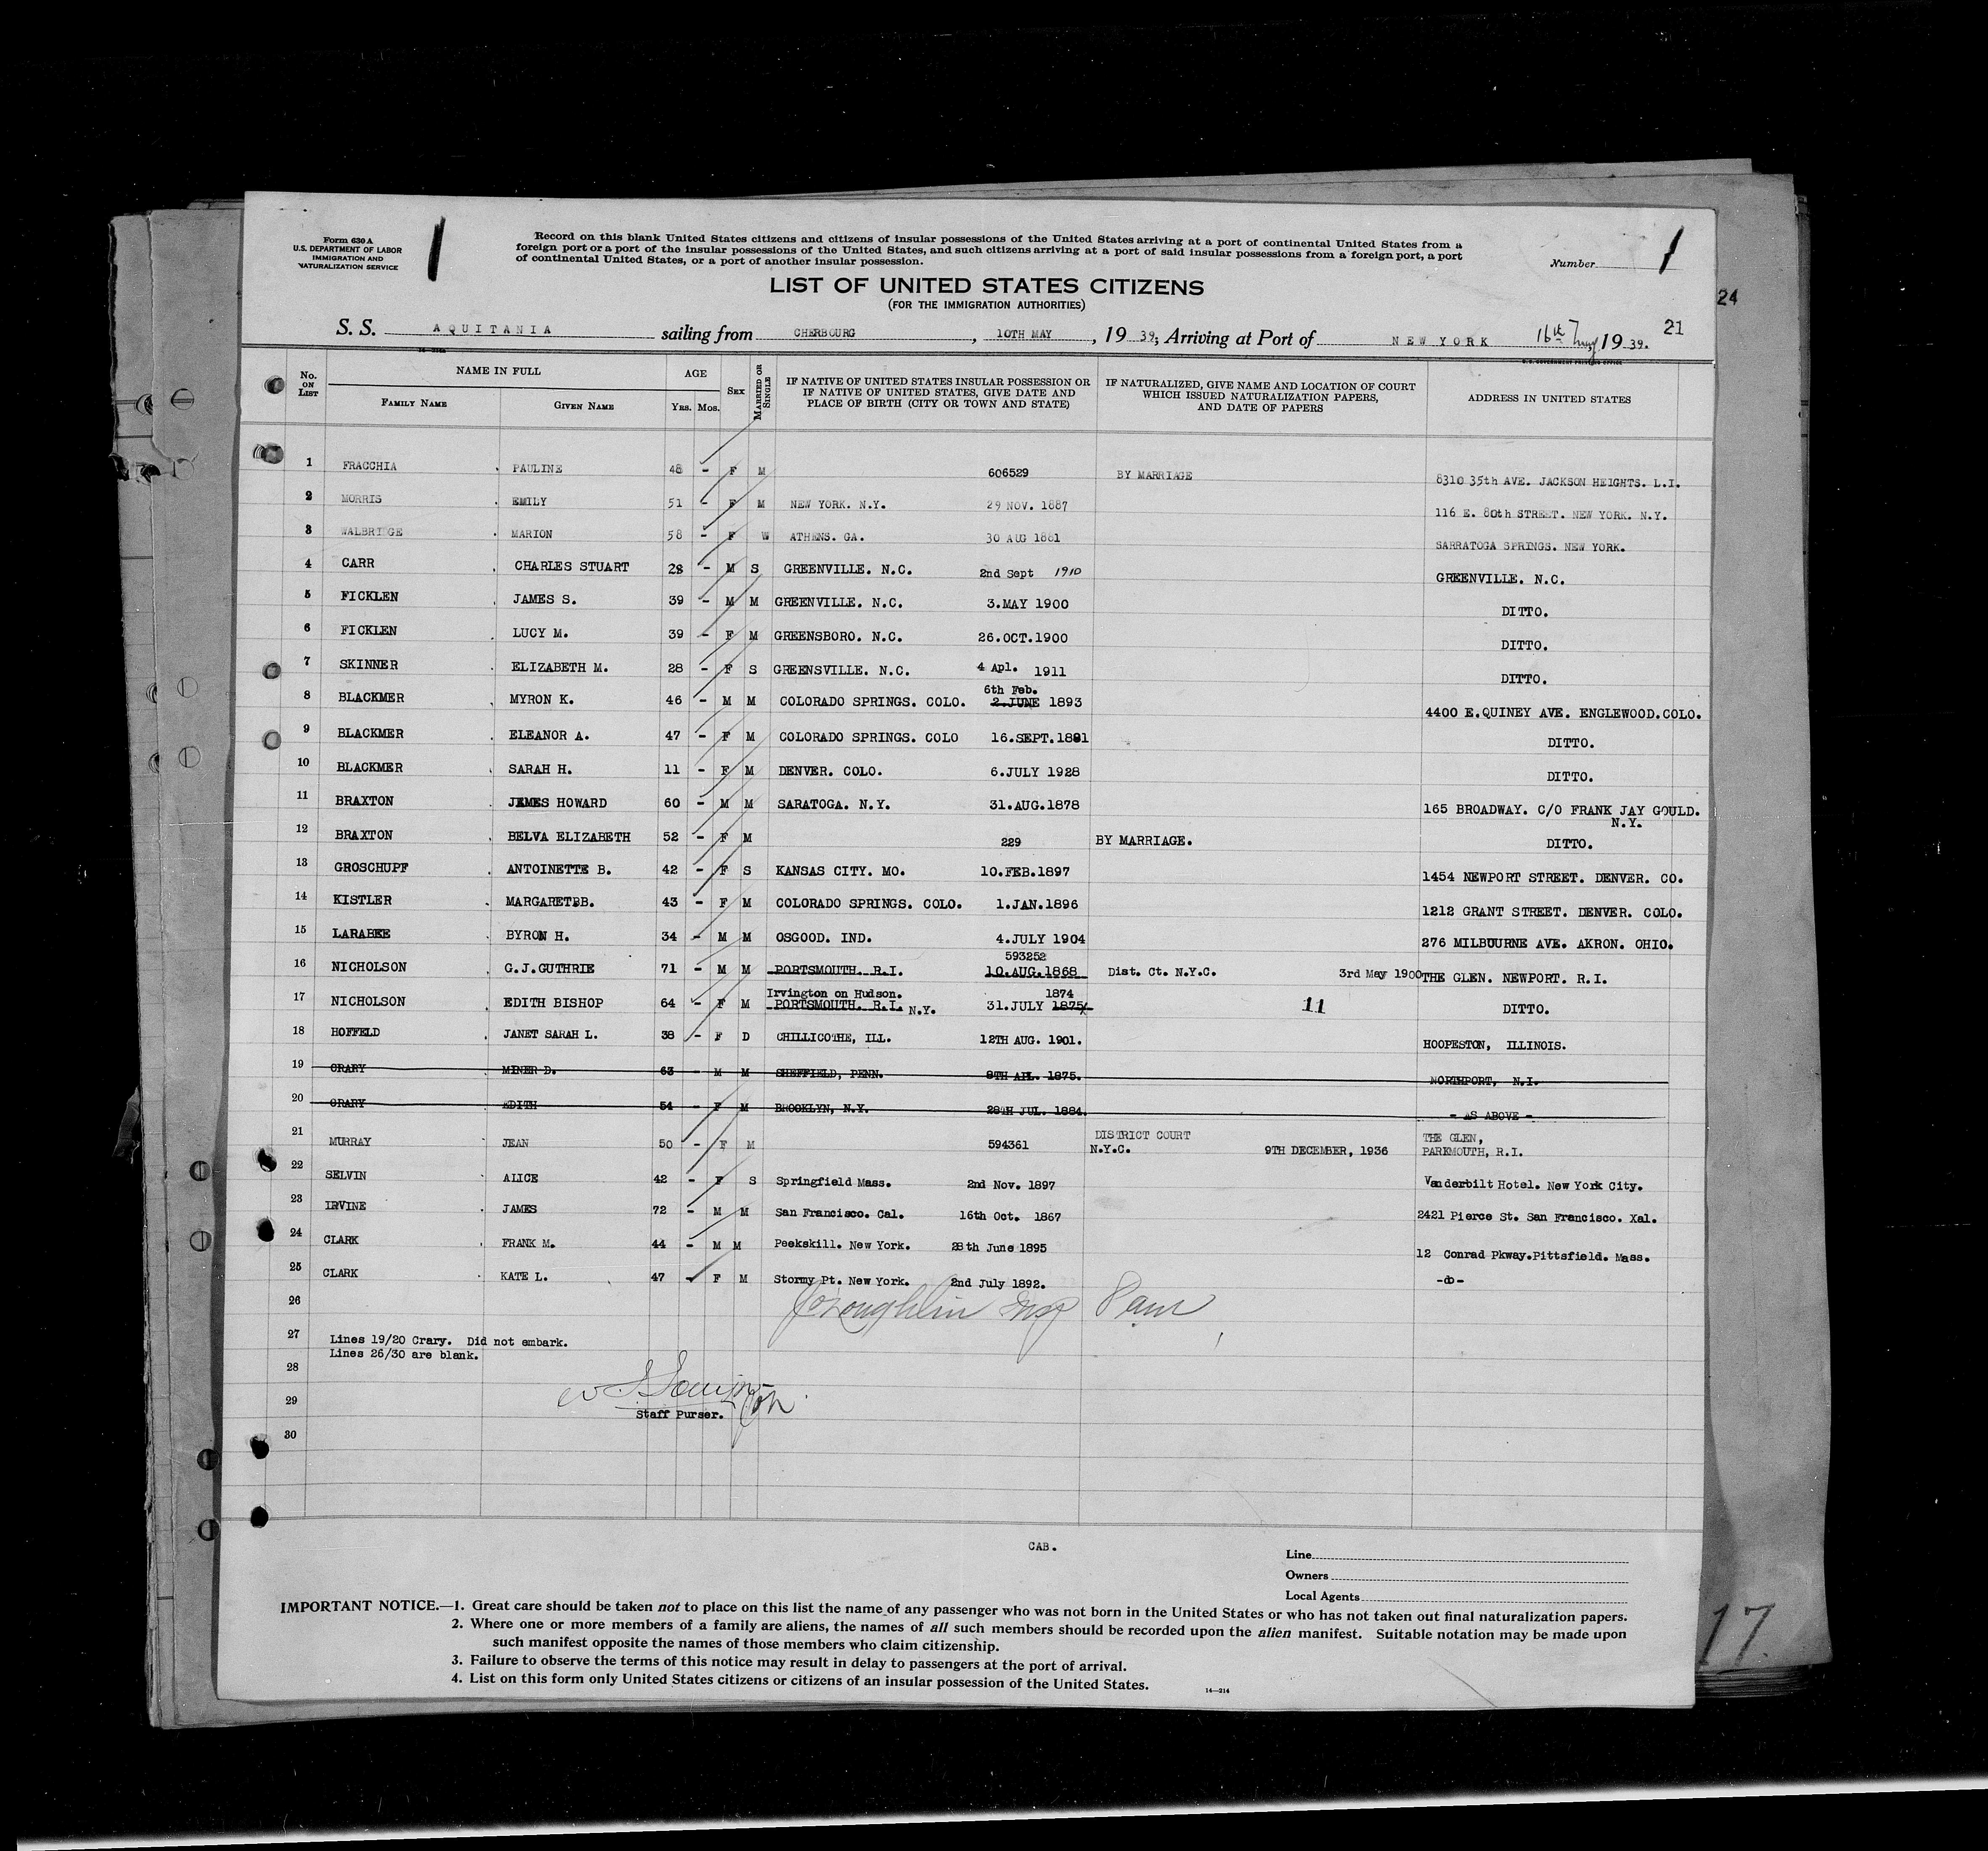 Form 630 A
U.S. DEPARTMENT OF LABOR
IMMIGRATION AND
NATURALIZATION SERVICE
1
Record on this blank United States citizens and citizens of insular possessions of the United States arriving at a port of continental United States from a
foreign port or a port of the insular possessions of the United States, and such citizens arriving at a port of said insular possessions from a foreign port, a port
of continental United States, or a port of another insular possession.
Number 1
LIST OF UNITED STATES CITIZENS
(FOR THE IMMIGRATION AUTHORITIES)
24
21
S. S. AQUITANIA sailing from CHERBOURG, 10TH MAY, 19 39, Arriving at Port of NEW YORK 16th May 19 39.
No. ON LIST NAME IN FULL AGE SEX MARRIED OR SINGLE IF NATIVE OF UNITED STATES INSULAR POSSESSION OR IF NATIVE OF UNITED STATES, GIVE DATE AND PLACE OF BIRTH (CITY OR TOWN AND STATE) IF NATURALIZED, GIVE NAME AND LOCATION OF COURT WHICH ISSUED NATURALIZATION PAPERS, AND DATE OF PAPERS ADDRESS IN UNITED STATES
FAMILY NAME GIVEN NAME YRS. MOS.
1 FRACCHIA PAULINE 48 - F M 606529 BY MARRIAGE 8310 35th AVE. JACKSON HEIGHTS. L.I.
2 MORRIS EMILY 51 - F M NEW YORK. N.Y. 29 NOV. 1887 116 E. 80th STREET. NEW YORK. N.Y.
3 WALBRIDGE MARION 58 - F W ATHENS. GA. 30 AUG 1881 SARRATOGA SPRINGS. NEW YORK.
4 CARR CHARLES STUART 28 - M S GREENVILLE. N.C. 2nd Sept 1910 GREENVILLE. N.C.
5 FICKLEN JAMES S. 39 - M M GREENVILLE. N.C. 3.MAY 1900 DITTO.
6 FICKLEN LUCY M. 39 - F M GREENSBORO. N.C. 26.OCT.1900 DITTO.
7 SKINNER ELIZABETH M. 28 - F S GREENSVILLE. N.C. 4 Apl. 1911 DITTO.
6th Feb.
8 BLACKMER MYRON K. 46 - M M COLORADO SPRINGS. COLO. 2.JUNE 1893 4400 E.QUINEY AVE. ENGLEWOOD.COLO.
9 BLACKMER ELEANOR A. 47 - F M COLORADO SPRINGS. COLO 16.SEPT.1891 DITTO.
10 BLACKMER SARAH H. 11 - F M DENVER. COLO. 6.JULY 1928 DITTO.
11 BRAXTON JAMES HOWARD 60 - M M SARATOGA. N.Y. 31.AUG.1878 165 BROADWAY. C/O FRANK JAY GOULD.
N.Y.
12 BRAXTON BELVA ELIZABETH 52 - F M 229 BY MARRIAGE. DITTO.
13 GROSCHUPF ANTOINETTE B. 42 - F S KANSAS CITY. MO. 10.FEB.1897 1454 NEWPORT STREET. DENVER. CO.
14 KISTLER MARGARETBB. 43 - F M COLORADO SPRINGS. COLO. 1.JAN.1896 1212 GRANT STREET. DENVER. COLO.
15 LARABEE BYRON H. 34 - M M OSGOOD. IND. 4.JULY 1904 276 MILBOURNE AVE. AKRON. OHIO.
593252
16 NICHOLSON G.J.GUTHRIE 71 - M M PORTSMOUTH. R.I. 10.AUG.1868 Dist. Ct. N.Y.C. 3rd May 1900 THE GLEN. NEWPORT. R.I.
Irvington on Hudson. 1874
17 NICHOLSON EDITH BISHOP 64 - F M PORTSMOUTH. R.I. N.Y. 31.JULY 1875 11 DITTO.
18 HOFFELD JANET SARAH L. 38 - F D CHILLICOTHE, ILL. 12TH AUG. 1901. HOOPESTON, ILLINOIS.
19 CRARY MINER D. 63 - M M SHEFFIELD, PENN. 8TH APL. 1875. NORTHPORT, N.I.
20 CRARY EDITH 54 - F M BROOKLYN, N.Y. 28TH JUL. 1884. - AS ABOVE -
21 MURRAY JEAN 50 - F M 594361 DISTRICT COURT N.Y.C. 9TH DECEMBER, 1936 THE GLEN, PARKMOUTH, R.I.
22 SELVIN ALICE 42 - F S Springfield Mass. 2nd Nov. 1897 Vanderbilt Hotel. New York City.
23 IRVINE JAMES 72 - M M San Francisco. Cal. 16th Oct. 1867 2421 Pierce St. San Francisco. Xal.
24 CLARK FRANK M. 44 - M M Peekskill. New York. 28th June 1895 12 Conrad Pkway.Pittsfield. Mass.
25 CLARK KATE L. 47 - F M Stormy Pt. New York. 2nd July 1892. -do-
26
27 Lines 19/20 Crary. Did not embark.
Lines 26/30 are blank.
28
29
Staff Purser.
30
CAB.
Line
Owners
Local Agents
IMPORTANT NOTICE.—1. Great care should be taken not to place on this list the name of any passenger who was not born in the United States or who has not taken out final naturalization papers.
2. Where one or more members of a family are aliens, the names of all such members should be recorded upon the alien manifest. Suitable notation may be made upon
such manifest opposite the names of those members who claim citizenship.
3. Failure to observe the terms of this notice may result in delay to passengers at the port of arrival.
4. List on this form only United States citizens or citizens of an insular possession of the United States.
14—214
17